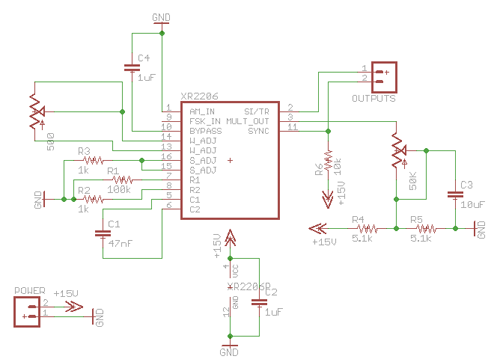 GND
C4
1uF
XR2206
1 AM_IN SI/TR 2
9 FSK_IN MULT_OUT 3
10 BYPASS SYNC 11
14 W_ADJ
13 W_ADJ
16 S_ADJ
15 S_ADJ
7 R1
8 R2
5 C1
6 C2
500
R3
1k
R1
100k
R2
1k
GND
C1
47nF
1
2
OUTPUTS
R6
10k
+15V
50K
C3
10uF
R4
5.1k
R5
5.1k
+15V
GND
+15V
4
VCC
XR2206P
GND
12
C2
1uF
GND
POWER
2
1
+15V
GND